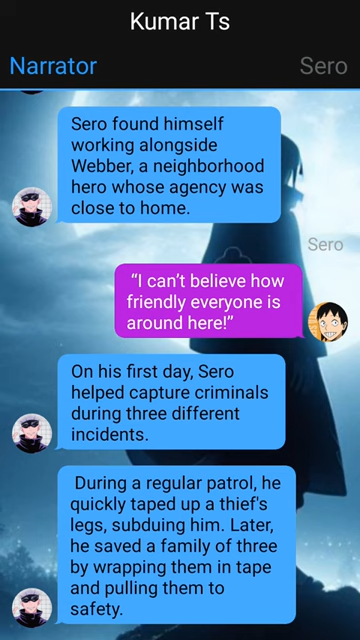 Kumar Ts
Narrator
Sero
Sero found himself
working alongside
Webber, a neighborhood
hero whose agency was
close to home.
Sero
“I can’t believe how
friendly everyone is
around here!”
On his first day, Sero
helped capture criminals
during three different
incidents.
During a regular patrol, he
quickly taped up a thief's
legs, subduing him. Later,
he saved a family of three
by wrapping them in tape
and pulling them to
safety.